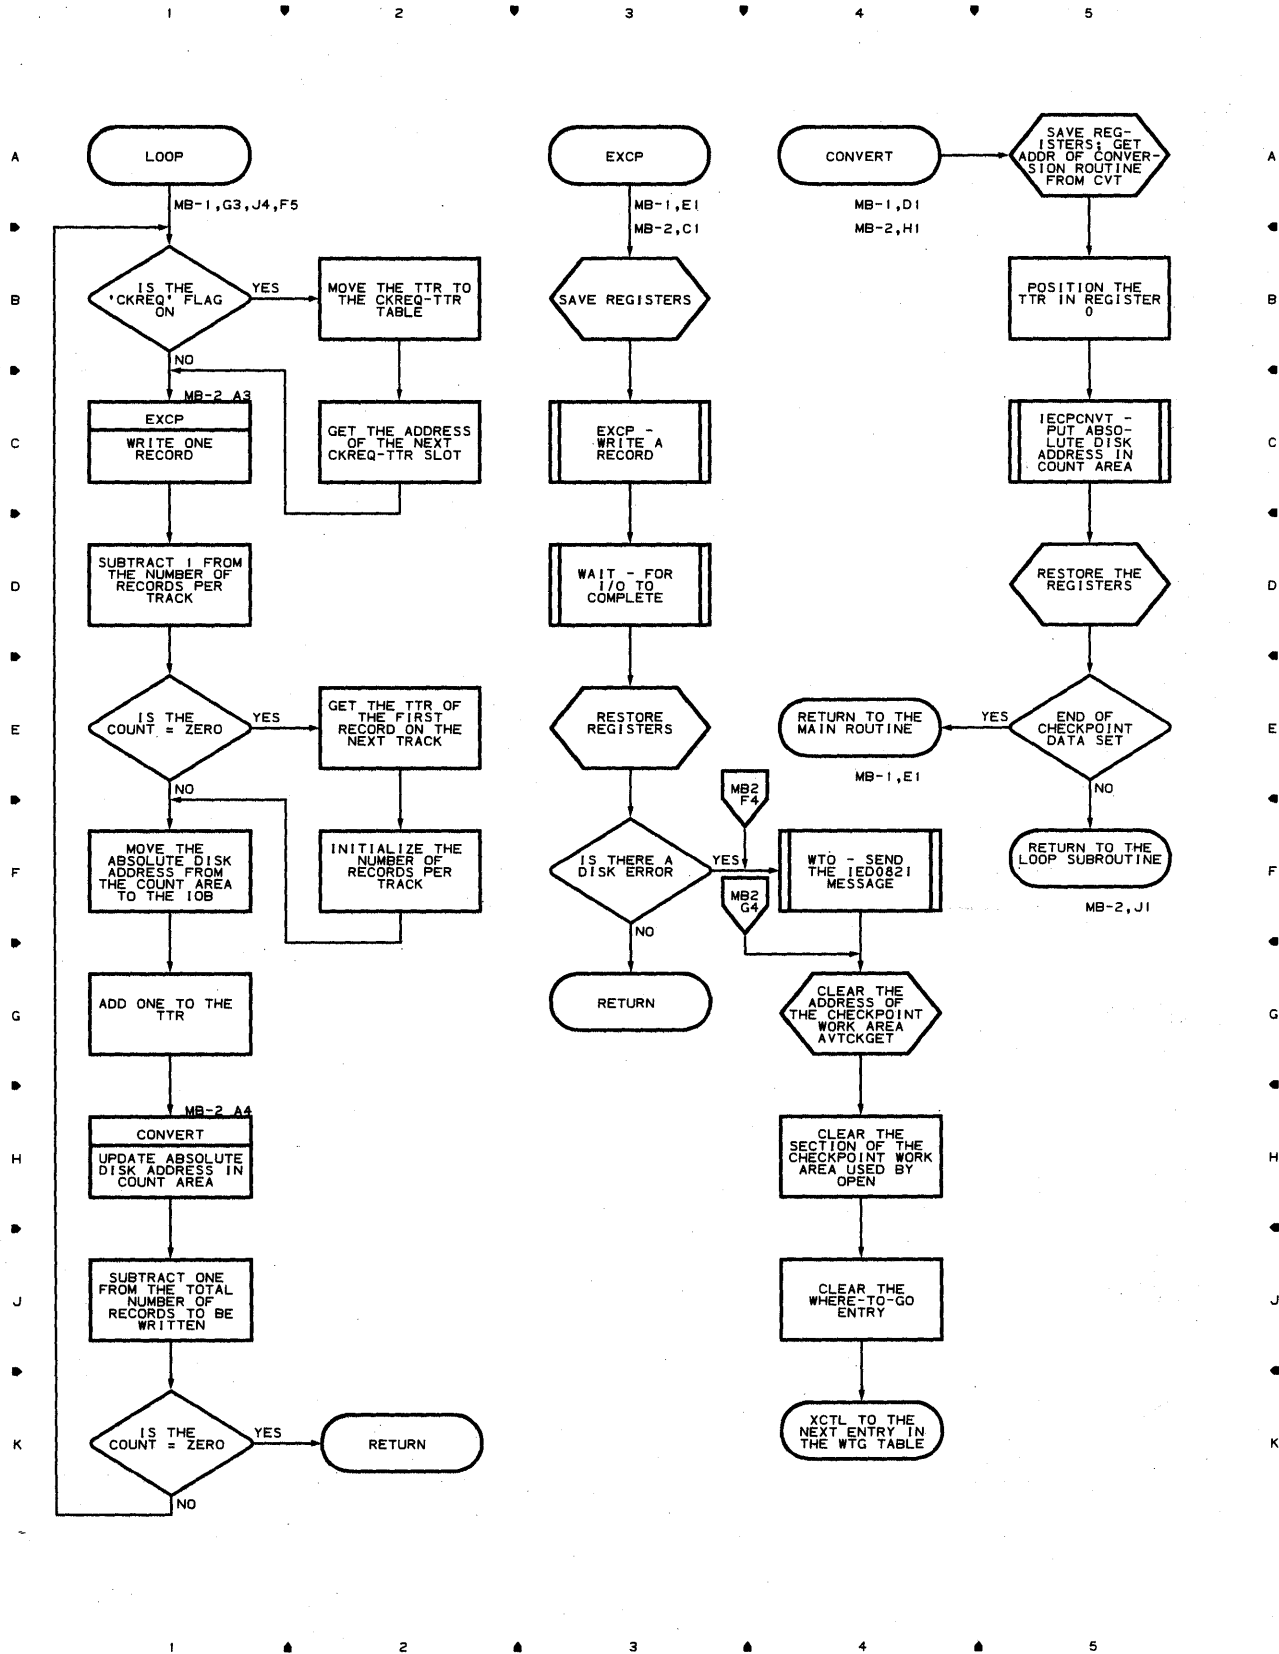 1 2 3 4 5
A
LOOP
MB-1,G3,J4,F5
B
IS THE
'CKREQ' FLAG
ON
YES
MOVE THE TTR TO
THE CKREQ-TTR
TABLE
NO
MB-2 A3
C
EXCP
WRITE ONE
RECORD
GET THE ADDRESS
OF THE NEXT
CKREQ-TTR SLOT
D
SUBTRACT 1 FROM
THE NUMBER OF
RECORDS PER
TRACK
E
IS THE
COUNT = ZERO
YES
GET THE TTR OF
THE FIRST
RECORD ON THE
NEXT TRACK
NO
F
MOVE THE
ABSOLUTE DISK
ADDRESS FROM
THE COUNT AREA
TO THE IOB
INITIALIZE THE
NUMBER OF
RECORDS PER
TRACK
G
ADD ONE TO THE
TTR
MB-2 A4
H
CONVERT
UPDATE ABSOLUTE
DISK ADDRESS IN
COUNT AREA
J
SUBTRACT ONE
FROM THE TOTAL
NUMBER OF
RECORDS TO BE
WRITTEN
K
IS THE
COUNT = ZERO
YES
RETURN
NO
EXCP
MB-1,E1
MB-2,C1
SAVE REGISTERS
EXCP -
WRITE A
RECORD
WAIT - FOR
I/O TO
COMPLETE
RESTORE
REGISTERS
IS THERE A
DISK ERROR
YES
NO
RETURN
MB2
F4
MB2
G4
WTO - SEND
THE IED082I
MESSAGE
CLEAR THE
ADDRESS OF
THE CHECKPOINT
WORK AREA
AVTCKGET
CLEAR THE
SECTION OF THE
CHECKPOINT WORK
AREA USED BY
OPEN
CLEAR THE
WHERE-TO-GO
ENTRY
XCTL TO THE
NEXT ENTRY IN
THE WTG TABLE
CONVERT
MB-1,D1
MB-2,H1
SAVE REG-
ISTERS; GET
ADDR OF CONVER-
SION ROUTINE
FROM CVT
POSITION THE
TTR IN REGISTER
0
IECPCNVT -
PUT ABSO-
LUTE DISK
ADDRESS IN
COUNT AREA
RESTORE THE
REGISTERS
END OF
CHECKPOINT
DATA SET
YES
RETURN TO THE
MAIN ROUTINE
MB-1,E1
NO
RETURN TO THE
LOOP SUBROUTINE
MB-2,J1
A
B
C
D
E
F
G
H
J
K
1 2 3 4 5